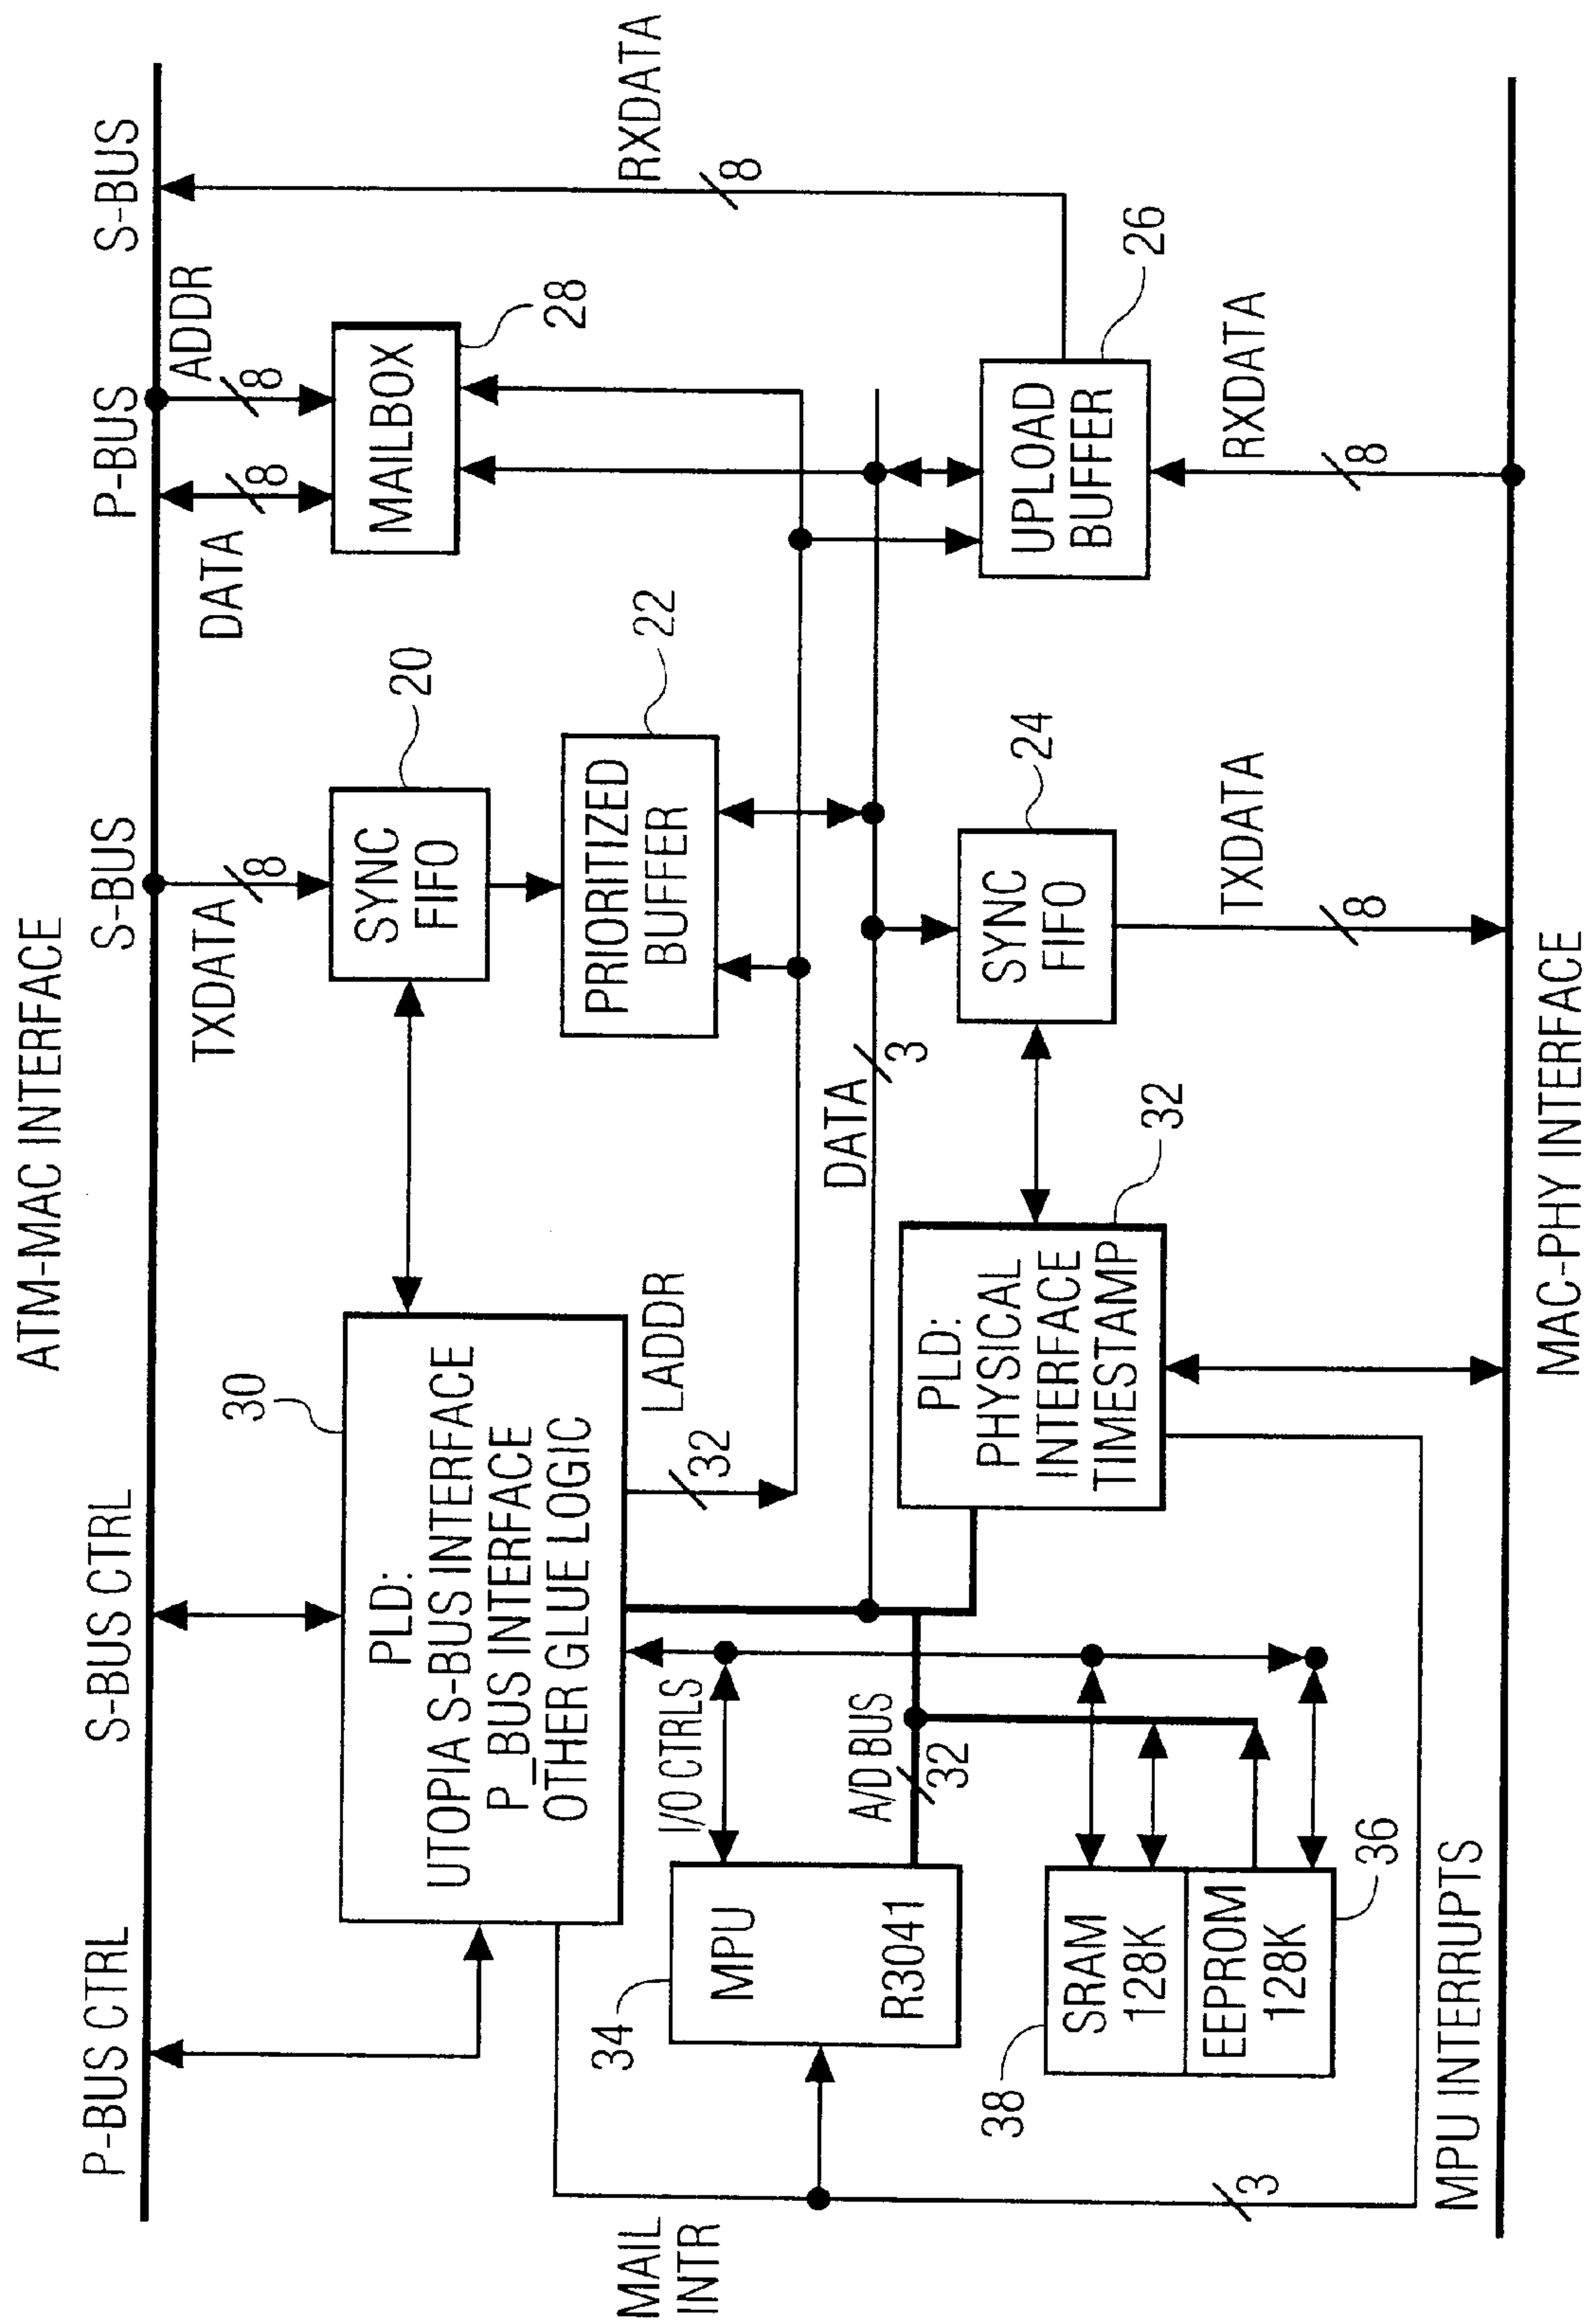 ATM-MAC INTERFACE
P-BUS CTRL
S-BUS CTRL
S-BUS
P-BUS
S-BUS
TXDATA
8
DATA
8
ADDR
8
RXDATA
8
30
PLD:
UTOPIA S-BUS INTERFACE
P_BUS INTERFACE
OTHER GLUE LOGIC
SYNC
FIFO
20
MAILBOX
28
PRIORITIZED
BUFFER
22
LADDR
32
MAIL
INTR
34
MPU
R3041
I/O CTRLS
A/D BUS
32
DATA
3
PLD:
PHYSICAL
INTERFACE
TIMESTAMP
32
SYNC
FIFO
24
UPLOAD
BUFFER
26
38
SRAM
128K
EEPROM
128K
36
TXDATA
8
RXDATA
8
3
MPU INTERRUPTS
MAC-PHY INTERFACE